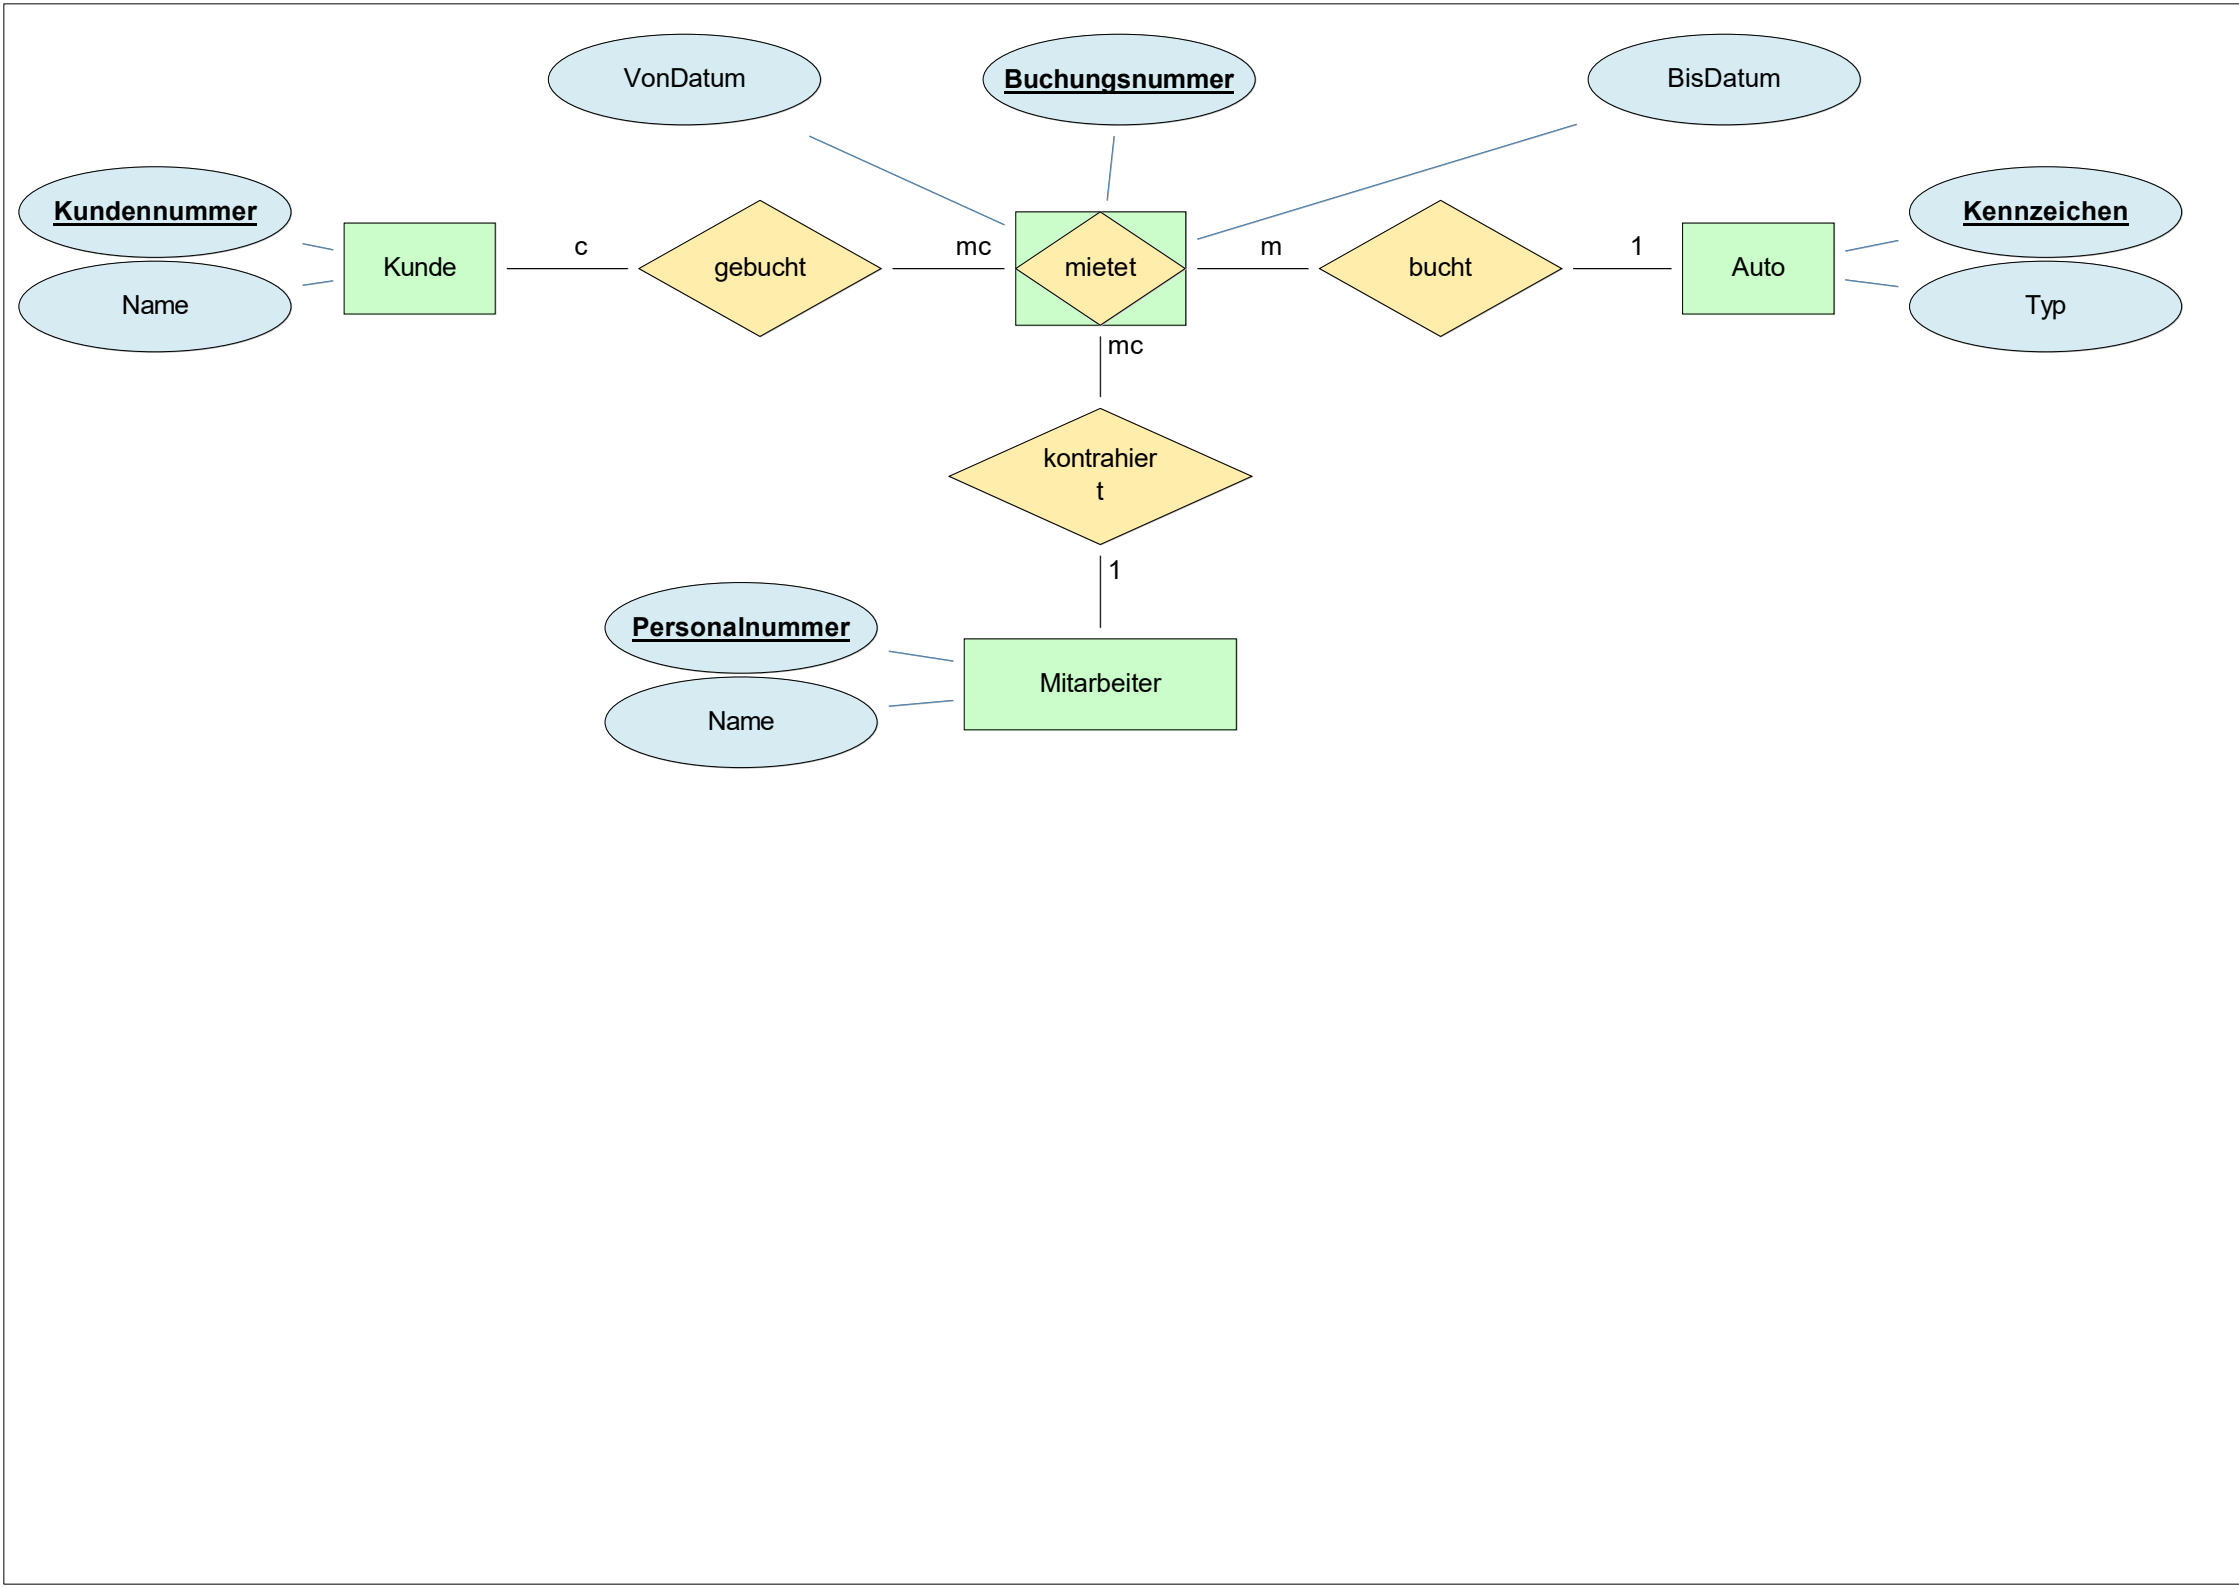 VonDatum
Buchungsnummer
BisDatum
Kundennummer
Name
Kunde
c
gebucht
mc
mietet
m
bucht
1
Auto
Kennzeichen
Typ
mc
kontrahier
t
1
Personalnummer
Name
Mitarbeiter